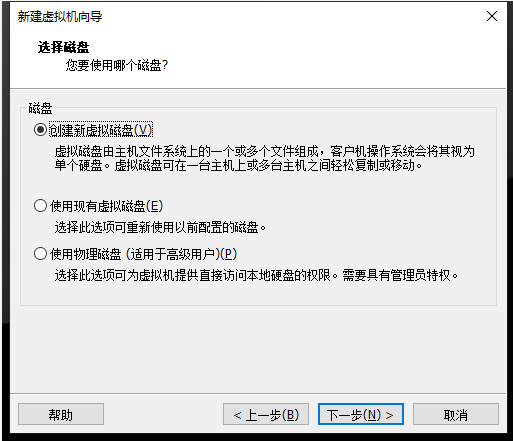 新建虚拟机向导
选择磁盘
您要使用哪个磁盘?
磁盘
创建新虚拟磁盘(V)
虚拟磁盘由主机文件系统上的一个或多个文件组成，客户机操作系统会将其视为
单个硬盘。虚拟磁盘可在一台主机上或多台主机之间轻松复制或移动。
使用现有虚拟磁盘(E)
选择此选项可重新使用以前配置的磁盘。
使用物理磁盘 (适用于高级用户)(P)
选择此选项可为虚拟机提供直接访问本地硬盘的权限。需要具有管理员特权。
帮助
< 上一步(B)
下一步(N) >
取消